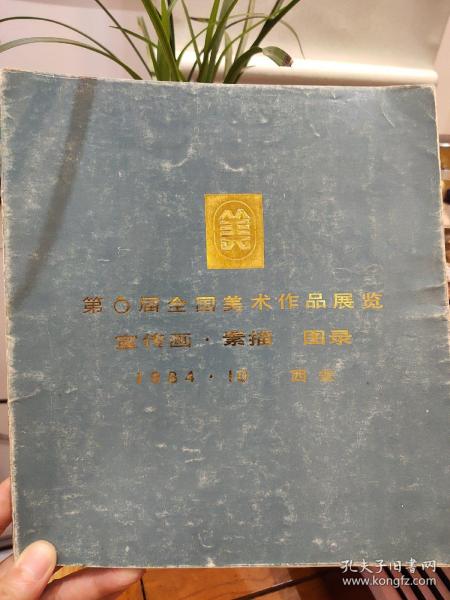 美
第6届全国美术作品展览
宣传画·素描 图录
1984·10 西安
孔夫子旧书网
www.kongfz.com